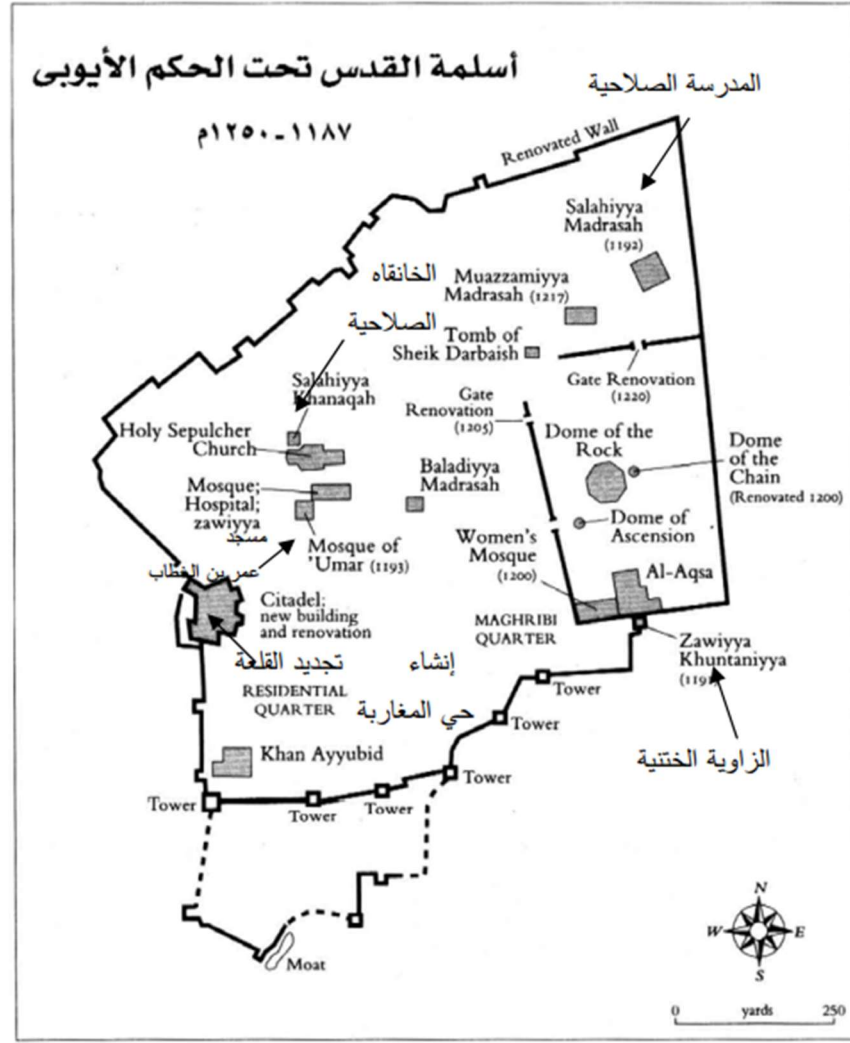 أسلمة القدس تحت الحكم الأيوبى
١١٨٧-١٢٥٠م
المدرسة الصلاحية
Renovated Wall
Salahiyya
Madrasah
(1192)
الخانقاه
الصلاحية
Muazzamiyya
Madrasah (1217)
Tomb of
Sheik Darbaish
Gate Renovation
(1220)
Salahiyya
Khanaqah
Gate
Renovation
(1205)
Holy Sepulcher
Church
Dome of the
Rock
Dome
of the
Chain
(Renovated 1200)
Baladiyya
Madrasah
Mosque;
Hospital;
zawiyya
Dome of
Ascension
مسجد
عمر بن الخطاب
Mosque of
'Umar (1193)
Women's
Mosque
(1200)
Al-Aqsa
Citadel;
new building
and renovation
MAGHRIBI
QUARTER
Zawiyya
Khuntaniyya
تجديد القلعة
إنشاء
حي المغاربة
الزاوية الختنية
RESIDENTIAL
QUARTER
Tower
Tower
Khan Ayyubid
Tower
Tower
Tower
Tower
Moat
N
W
E
S
0 yards 250